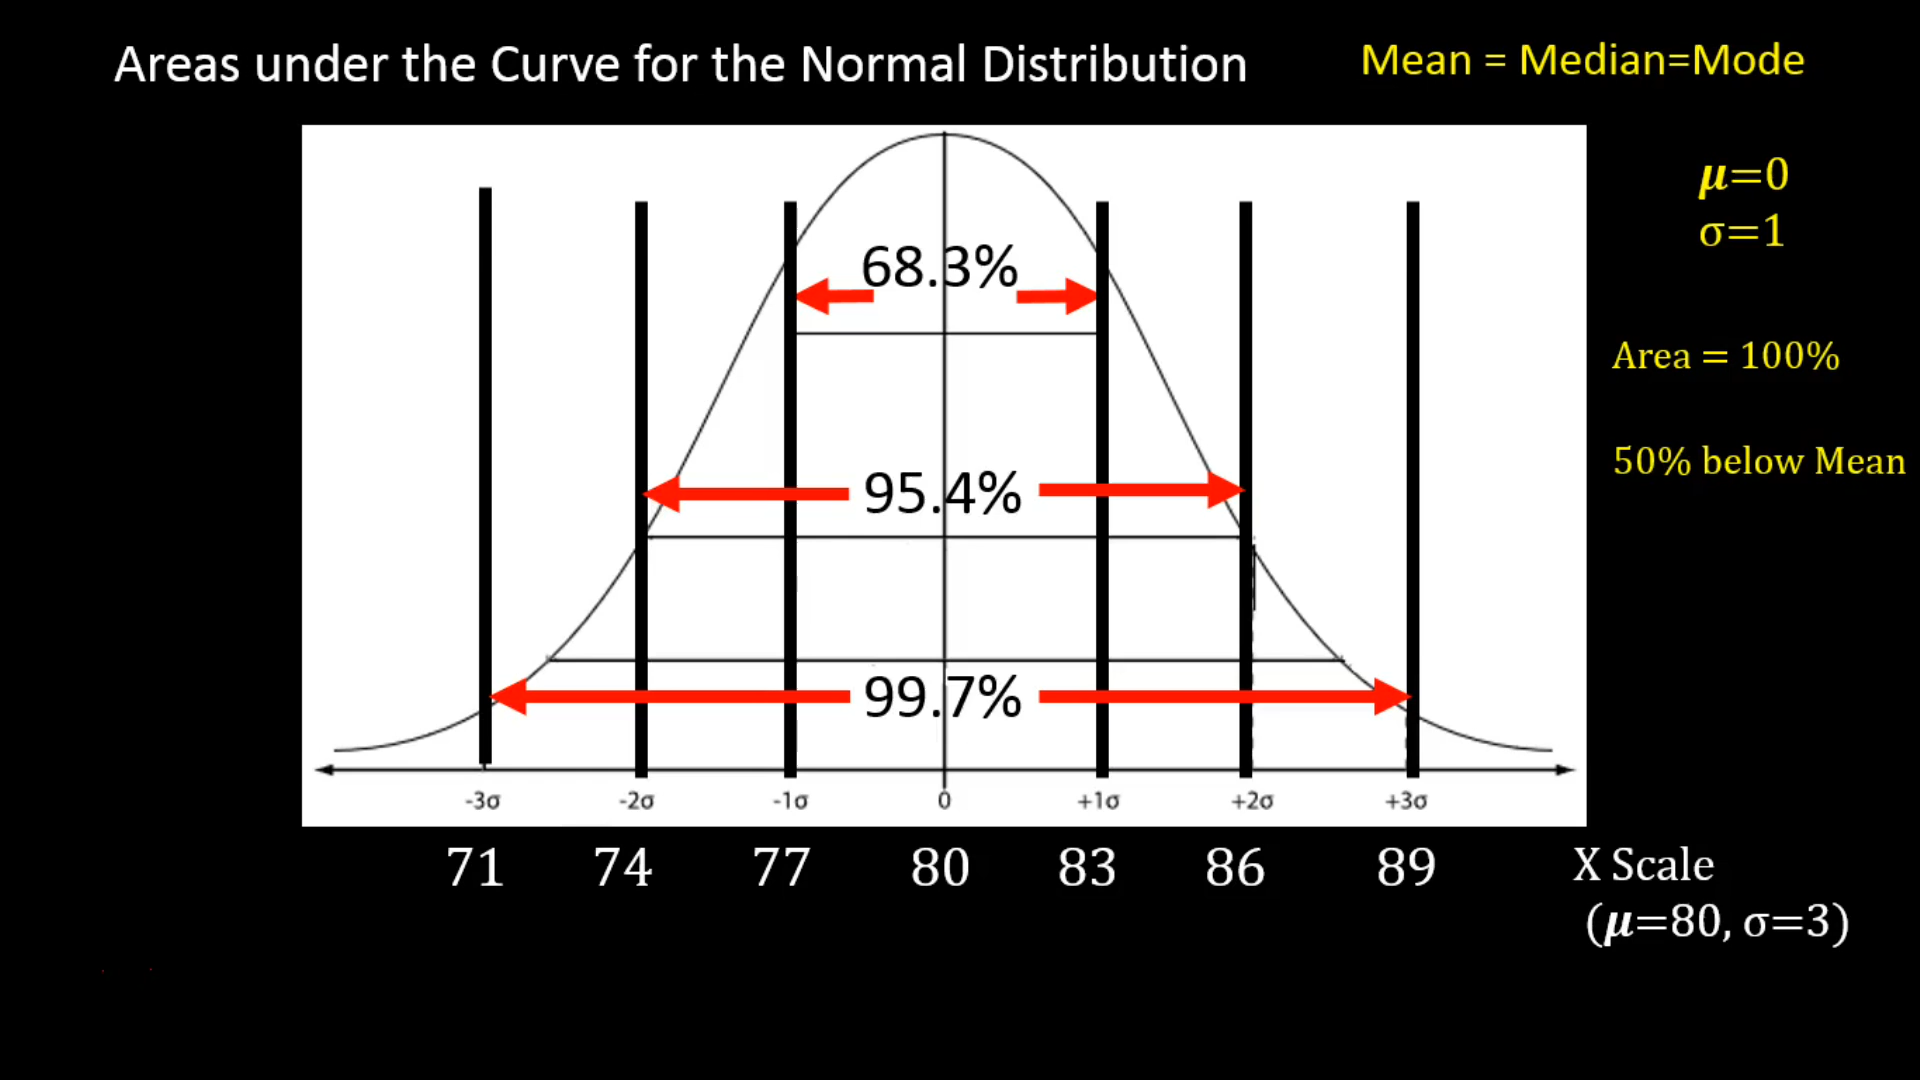 Areas under the Curve for the Normal Distribution
Mean = Median=Mode
μ=0
σ=1
68.3%
Area = 100%
50% below Mean
95.4%
99.7%
-3σ -2σ -1σ 0 +1σ +2σ +3σ
71 74 77 80 83 86 89 X Scale
(μ=80, σ=3)